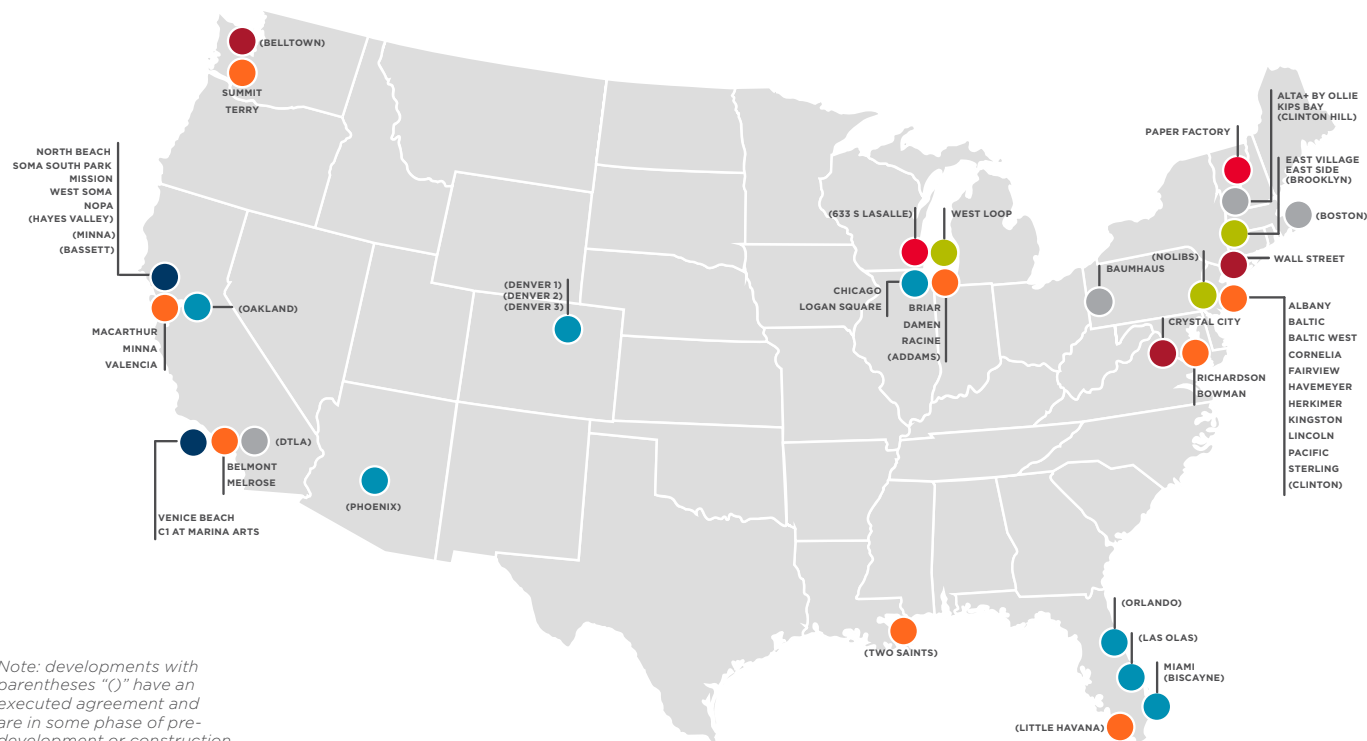 (BELLTOWN)
SUMMIT
TERRY
NORTH BEACH
SOMA SOUTH PARK
MISSION
WEST SOMA
NOPA
(HAYES VALLEY)
(MINNA)
(BASSETT)
(OAKLAND)
MACARTHUR
MINNA
VALENCIA
(DTLA)
BELMONT
MELROSE
VENICE BEACH
C1 AT MARINA ARTS
(PHOENIX)
(DENVER 1)
(DENVER 2)
(DENVER 3)
(633 S LASALLE)
WEST LOOP
CHICAGO
LOGAN SQUARE
BRIAR
DAMEN
RACINE
(ADDAMS)
PAPER FACTORY
ALTA+ BY OLLIE
KIPS BAY
(CLINTON HILL)
EAST VILLAGE
EAST SIDE
(BROOKLYN)
(BOSTON)
(NOLIBS)
WALL STREET
BAUMHAUS
CRYSTAL CITY
RICHARDSON
BOWMAN
ALBANY
BALTIC
BALTIC WEST
CORNELIA
FAIRVIEW
HAVEMEYER
HERKIMER
KINGSTON
LINCOLN
PACIFIC
STERLING
(CLINTON)
(TWO SAINTS)
(ORLANDO)
(LAS OLAS)
MIAMI
(BISCAYNE)
(LITTLE HAVANA)
Note: developments with
parentheses “()” have an
executed agreement and
are in some phase of pre-
development or construction